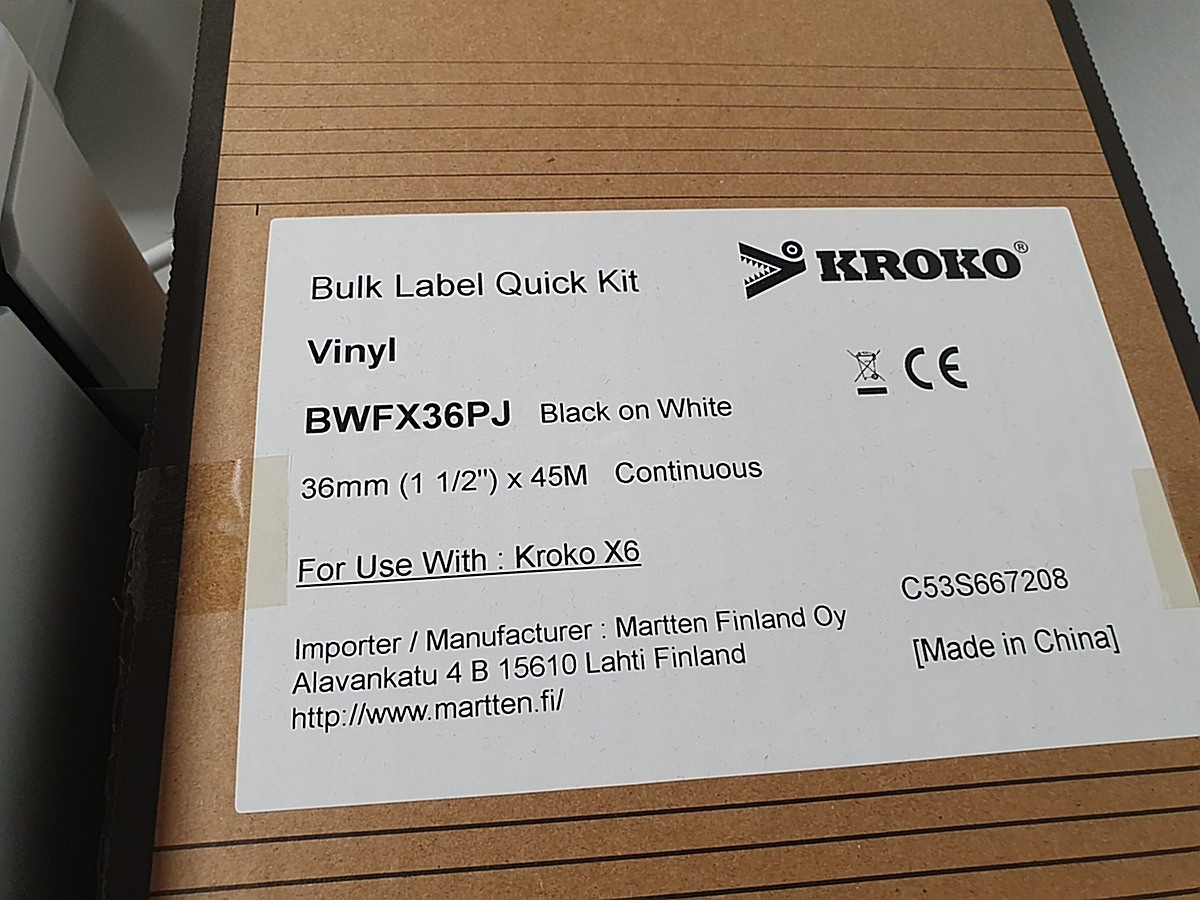 KROKO®
Bulk Label Quick Kit
Vinyl
CE
BWFX36PJ Black on White
36mm (1 1/2") x 45M Continuous
For Use With : Kroko X6
C53S667208
Importer / Manufacturer : Martten Finland Oy
[Made in China]
Alavankatu 4 B 15610 Lahti Finland
http://www.martten.fi/